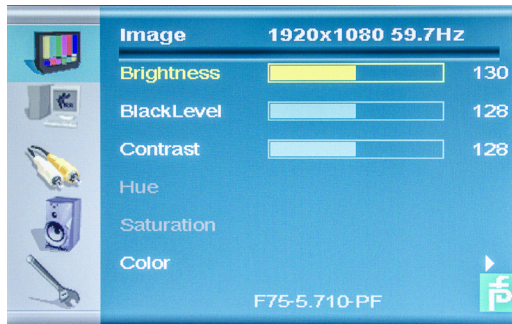 Image 1920x1080 59.7Hz
Brightness 130
BlackLevel 128
Contrast 128
Hue
Saturation
Color
F75-5.710-PF